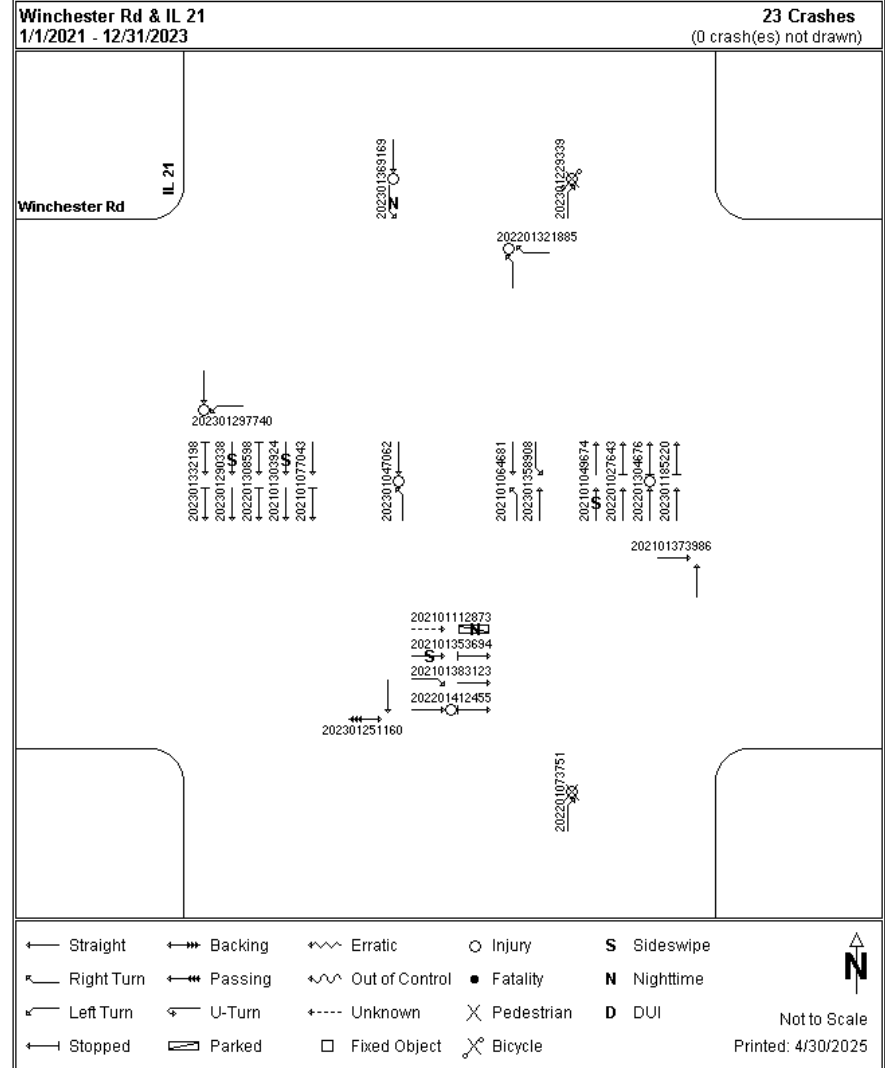 Winchester Rd & IL 21
23 Crashes
1/1/2021 - 12/31/2023
(0 crash(es) not drawn)
IL 21
Winchester Rd
202301369169
N
202301229339
202201321885
202301297740
202301332198
202301290338
S
202201308598
202101303924
S
202101077043
202301047062
202101064681
202301358908
202101049674
S
202201027643
202201304676
202301185220
202101373986
202101112873
N
202101353694
S
202101383123
202201412455
202301251160
202201073751
Straight
Backing
Erratic
Injury
S Sideswipe
Right Turn
Passing
Out of Control
Fatality
N Nighttime
Left Turn
U-Turn
Unknown
Pedestrian
D DUI
Stopped
Parked
Fixed Object
Bicycle
N
Not to Scale
Printed: 4/30/2025